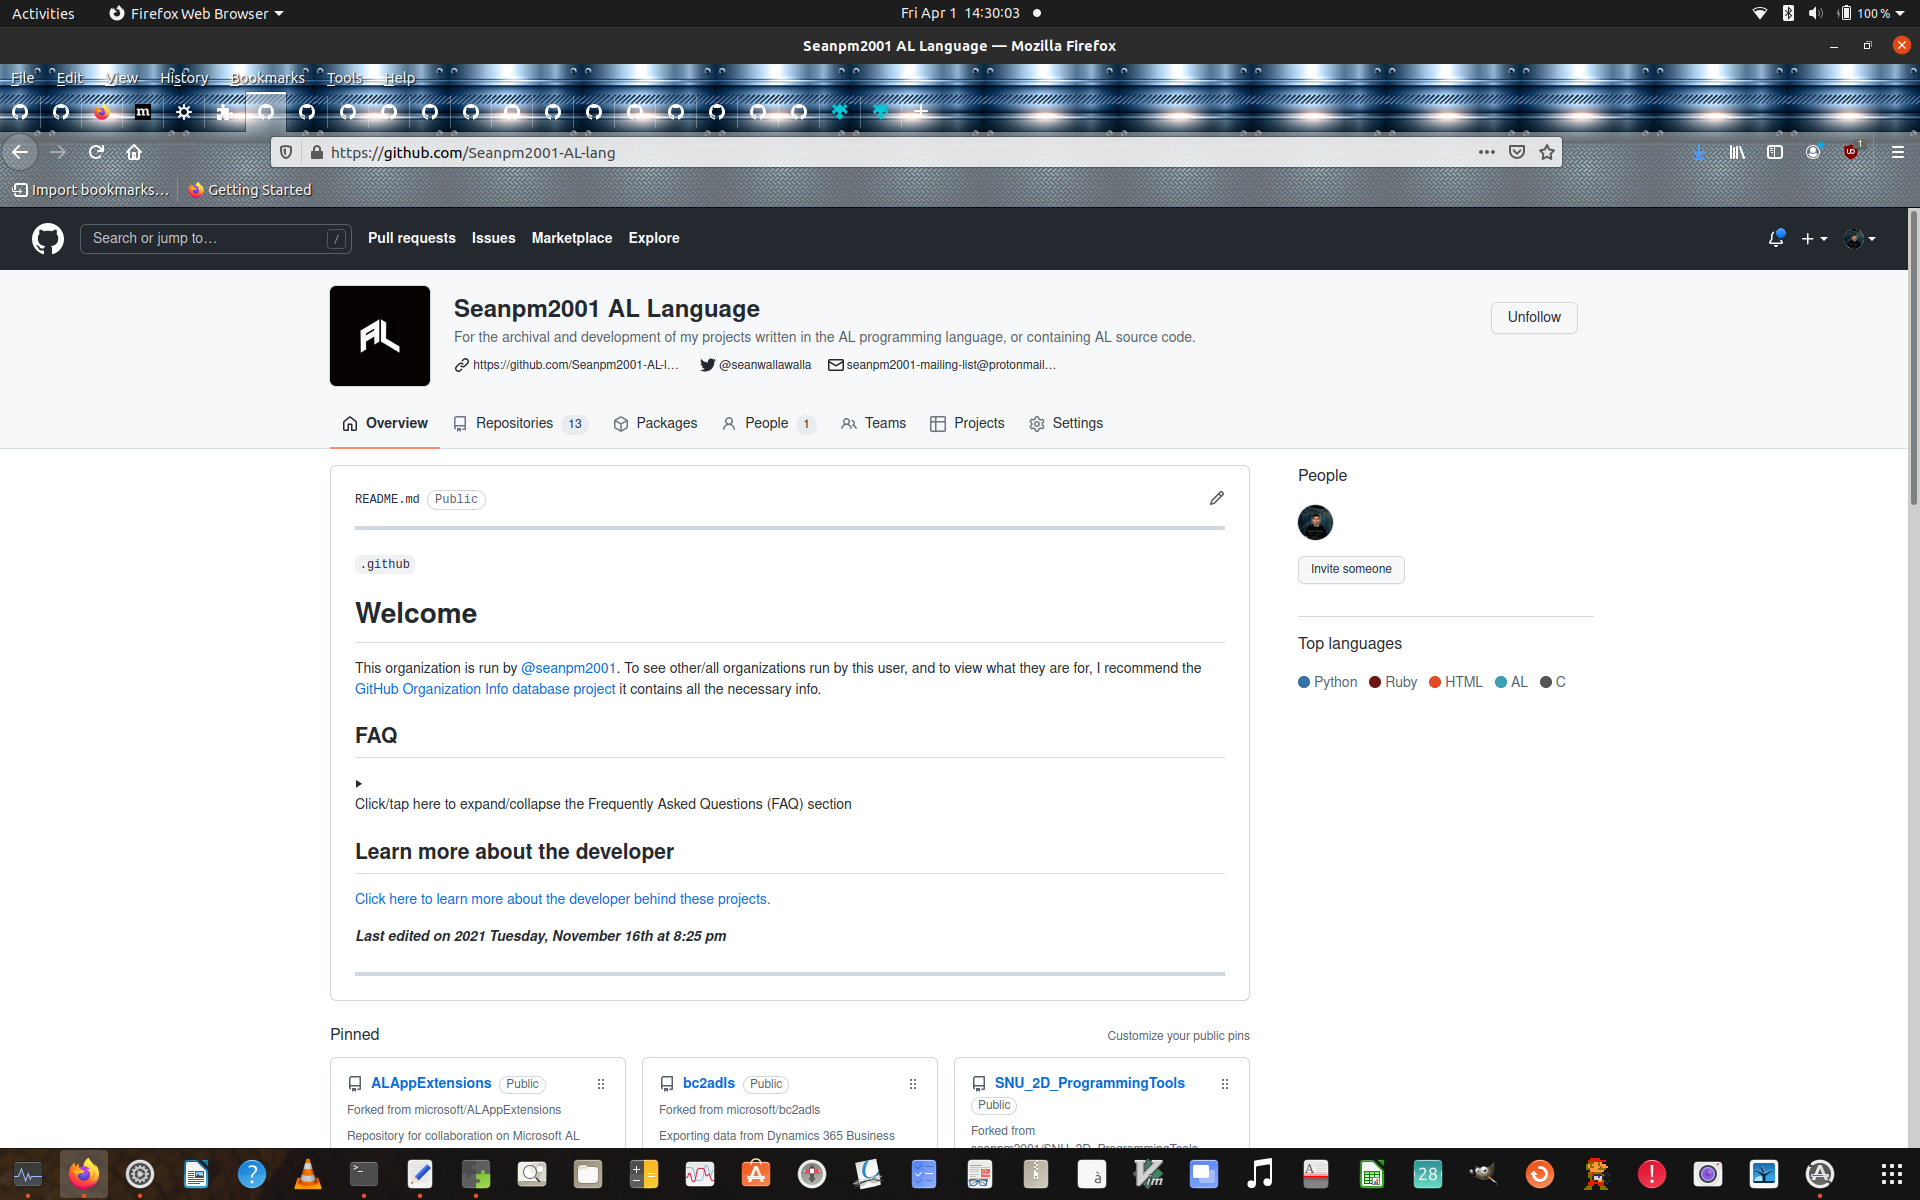 Activities Firefox Web Browser Fri Apr 1 14:30:03 100 %
Seanpm2001 AL Language — Mozilla Firefox
File Edit View History Bookmarks Tools Help
m
https://github.com/Seanpm2001-AL-lang 1
Import bookmarks… Getting Started
Search or jump to… / Pull requests Issues Marketplace Explore
AL
Seanpm2001 AL Language
Unfollow
For the archival and development of my projects written in the AL programming language, or containing AL source code.
https://github.com/Seanpm2001-AL-l… @seanwallawalla seanpm2001-mailing-list@protonmail…
Overview Repositories 13 Packages People 1 Teams Projects Settings
README.md Public
.github
Welcome
This organization is run by @seanpm2001. To see other/all organizations run by this user, and to view what they are for, I recommend the
GitHub Organization Info database project it contains all the necessary info.
FAQ
Click/tap here to expand/collapse the Frequently Asked Questions (FAQ) section
Learn more about the developer
Click here to learn more about the developer behind these projects.
Last edited on 2021 Tuesday, November 16th at 8:25 pm
People
Invite someone
Top languages
Python Ruby HTML AL C
Pinned Customize your public pins
ALAppExtensions Public
Forked from microsoft/ALAppExtensions
Repository for collaboration on Microsoft AL
bc2adls Public
Forked from microsoft/bc2adls
Exporting data from Dynamics 365 Business
SNU_2D_ProgrammingTools
Public
Forked from
seanpm2001/SNU_2D_ProgrammingTools
28